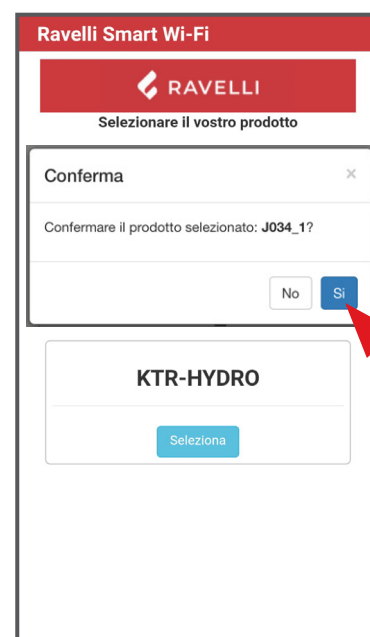 Ravelli Smart Wi-Fi
RAVELLI
Selezionare il vostro prodotto
Conferma ×
Confermare il prodotto selezionato: J034_1?
No Si
KTR-HYDRO
Seleziona